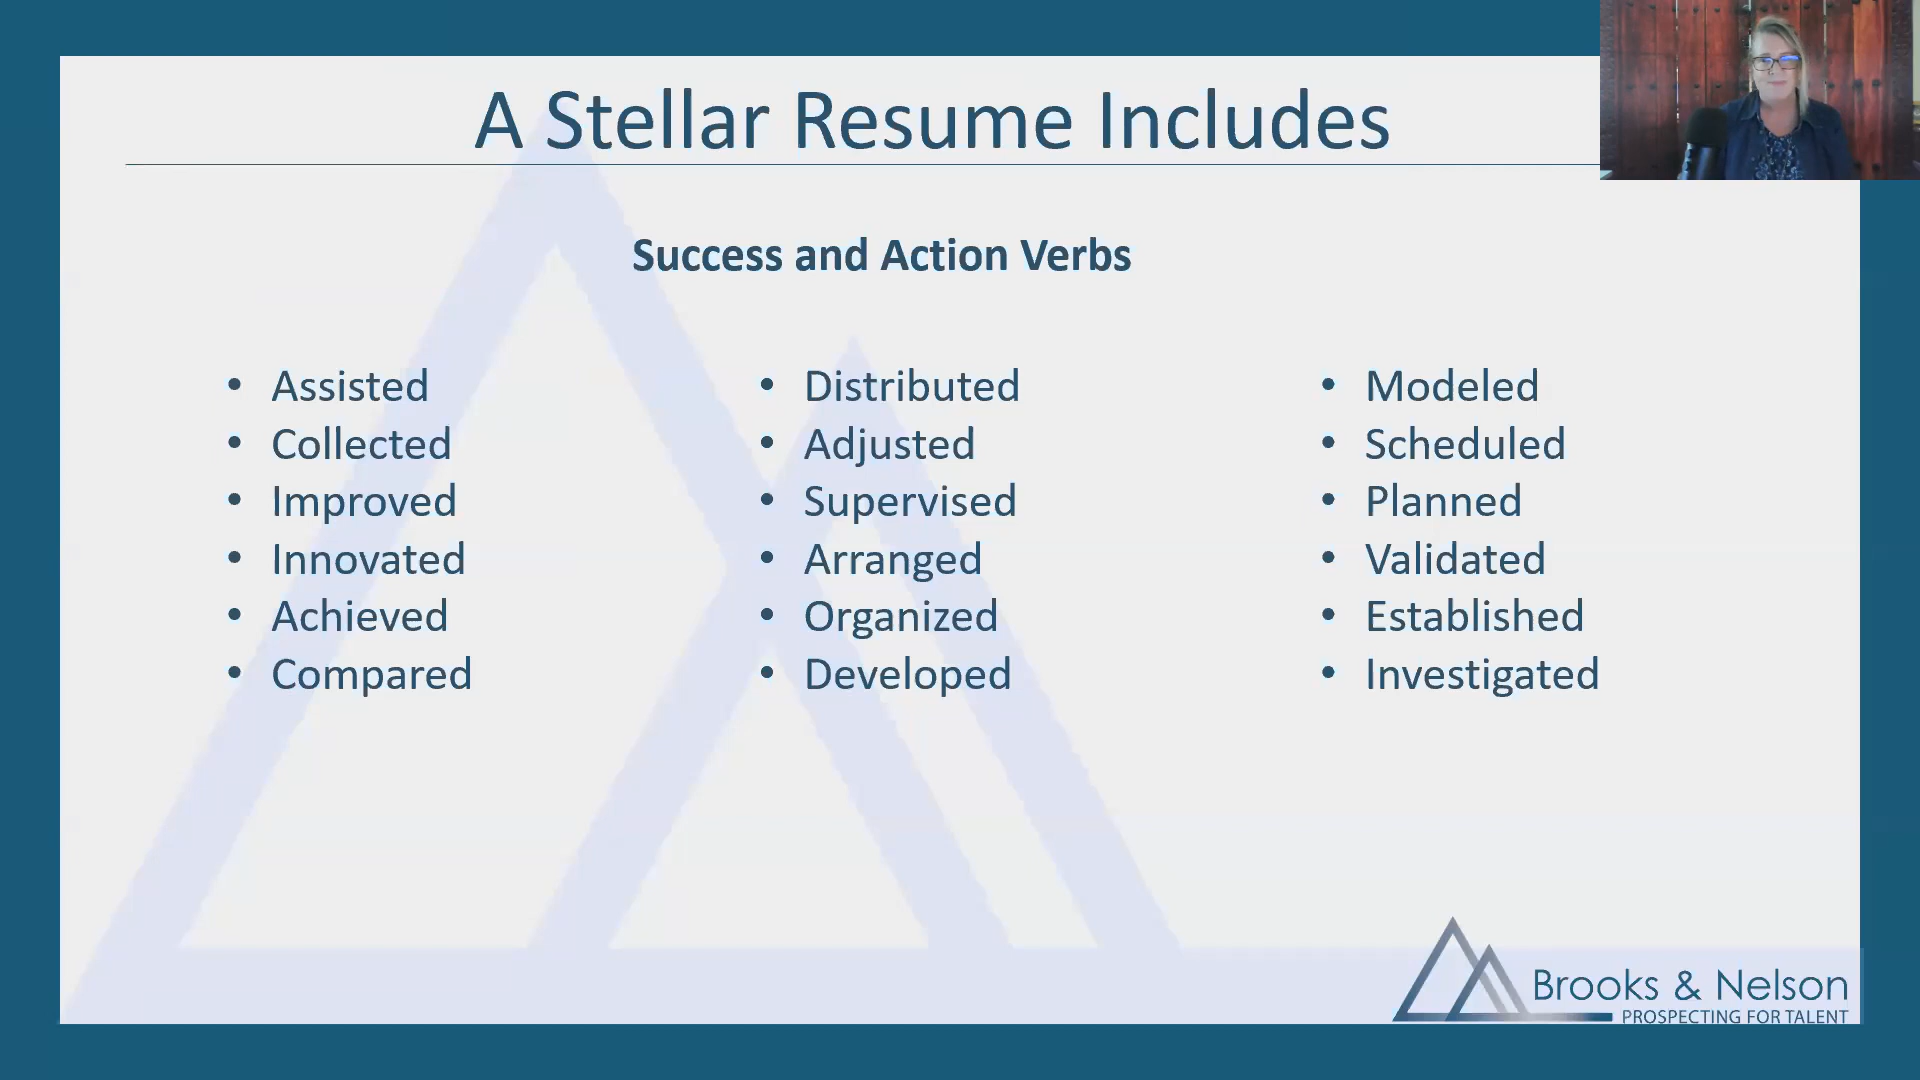 A Stellar Resume Includes
Success and Action Verbs
• Assisted
• Collected
• Improved
• Innovated
• Achieved
• Compared
• Distributed
• Adjusted
• Supervised
• Arranged
• Organized
• Developed
• Modeled
• Scheduled
• Planned
• Validated
• Established
• Investigated
Brooks & Nelson
PROSPECTING FOR TALENT